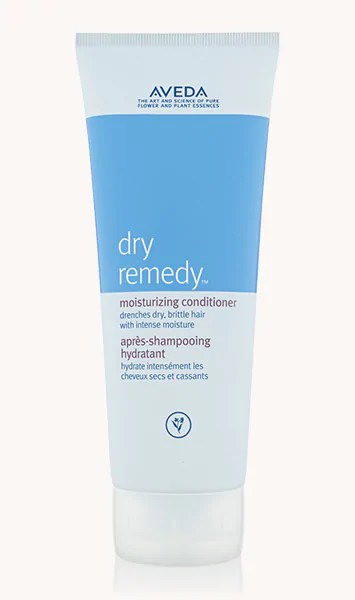 AVEDA
THE ART AND SCIENCE OF PURE
FLOWER AND PLANT ESSENCES
dry
remedy™
moisturizing conditioner
drenches dry, brittle hair
with intense moisture
après-shampooing
hydratant
hydrate intensément les
cheveux secs et cassants